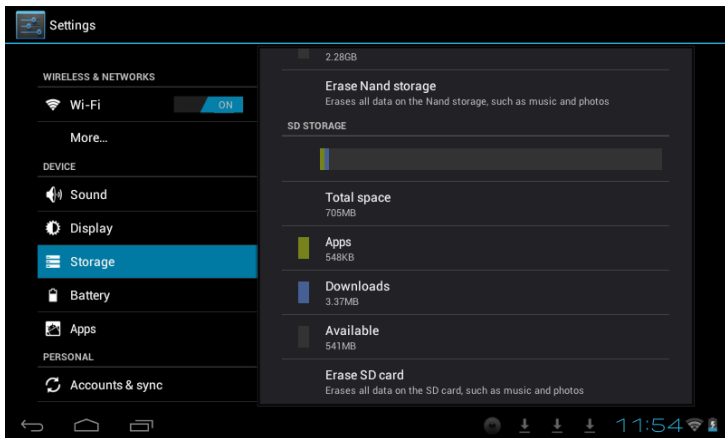 Settings
WIRELESS & NETWORKS
Wi-Fi
ON
More...
DEVICE
Sound
Display
Storage
Battery
Apps
PERSONAL
Accounts & sync
2.28GB
Erase Nand storage
Erases all data on the Nand storage, such as music and photos
SD STORAGE
Total space
705MB
Apps
548KB
Downloads
3.37MB
Available
541MB
Erase SD card
Erases all data on the SD card, such as music and photos
11:54